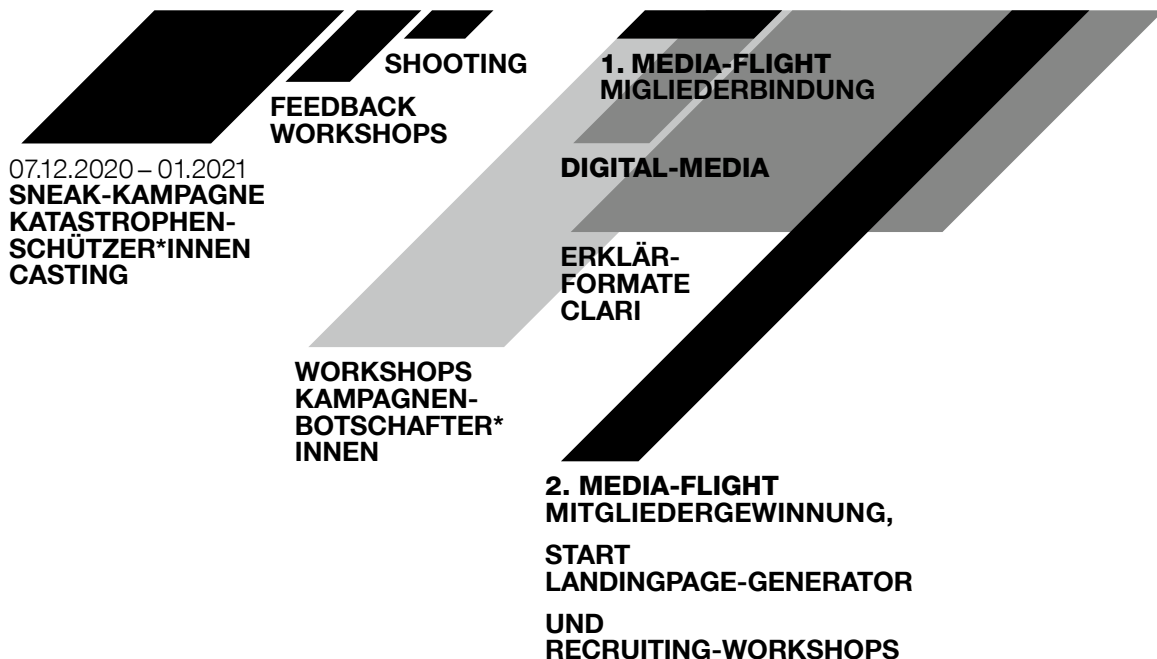 SHOOTING
FEEDBACK
WORKSHOPS
07.12.2020 – 01.2021
SNEAK-KAMPAGNE
KATASTROPHEN-
SCHÜTZER*INNEN
CASTING
1. MEDIA-FLIGHT
MIGLIEDERBINDUNG
DIGITAL-MEDIA
ERKLÄR-
FORMATE
CLARI
WORKSHOPS
KAMPAGNEN-
BOTSCHAFTER*
INNEN
2. MEDIA-FLIGHT
MITGLIEDERGEWINNUNG,
START
LANDINGPAGE-GENERATOR
UND
RECRUITING-WORKSHOPS